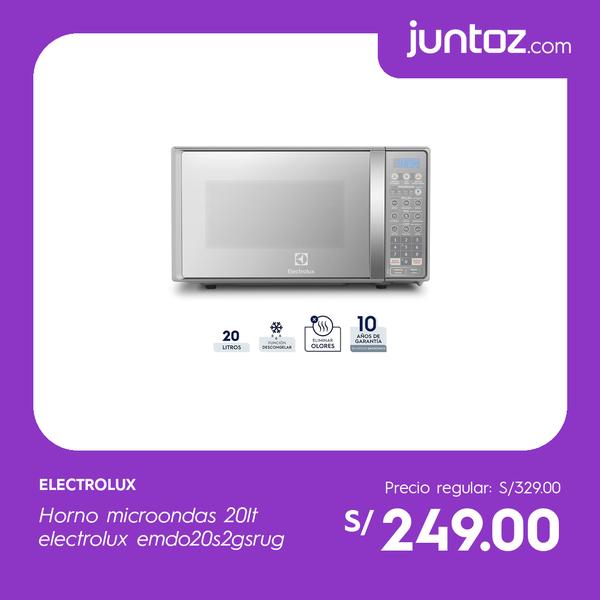 juntoz.com
Electrolux
20
LITROS
FUNCIÓN
DESCONGELAR
ELIMINAR
OLORES
10
AÑOS DE
GARANTÍA
ELECTROLUX
Horno microondas 20lt
electrolux emdo20s2gsrug
Precio regular: S/329.00
S/ 249.00